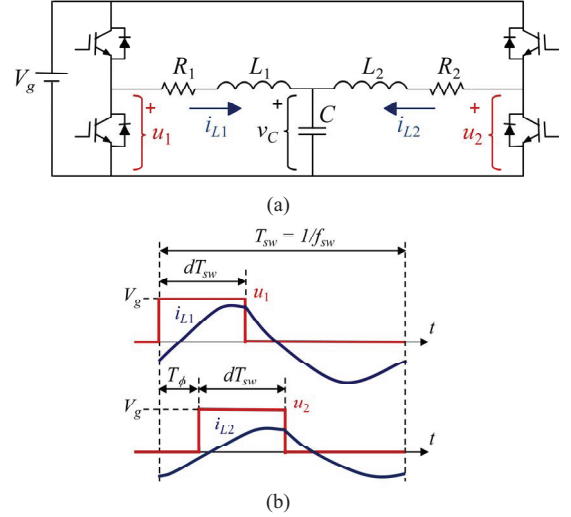 V_g
R_1 L_1 L_2 R_2
+ u_1 i_L1 + v_C C i_L2 + u_2
(a)
T_sw – 1/f_sw
dT_sw
V_g u_1
i_L1 t
T_ϕ dT_sw
V_g u_2
i_L2 t
(b)